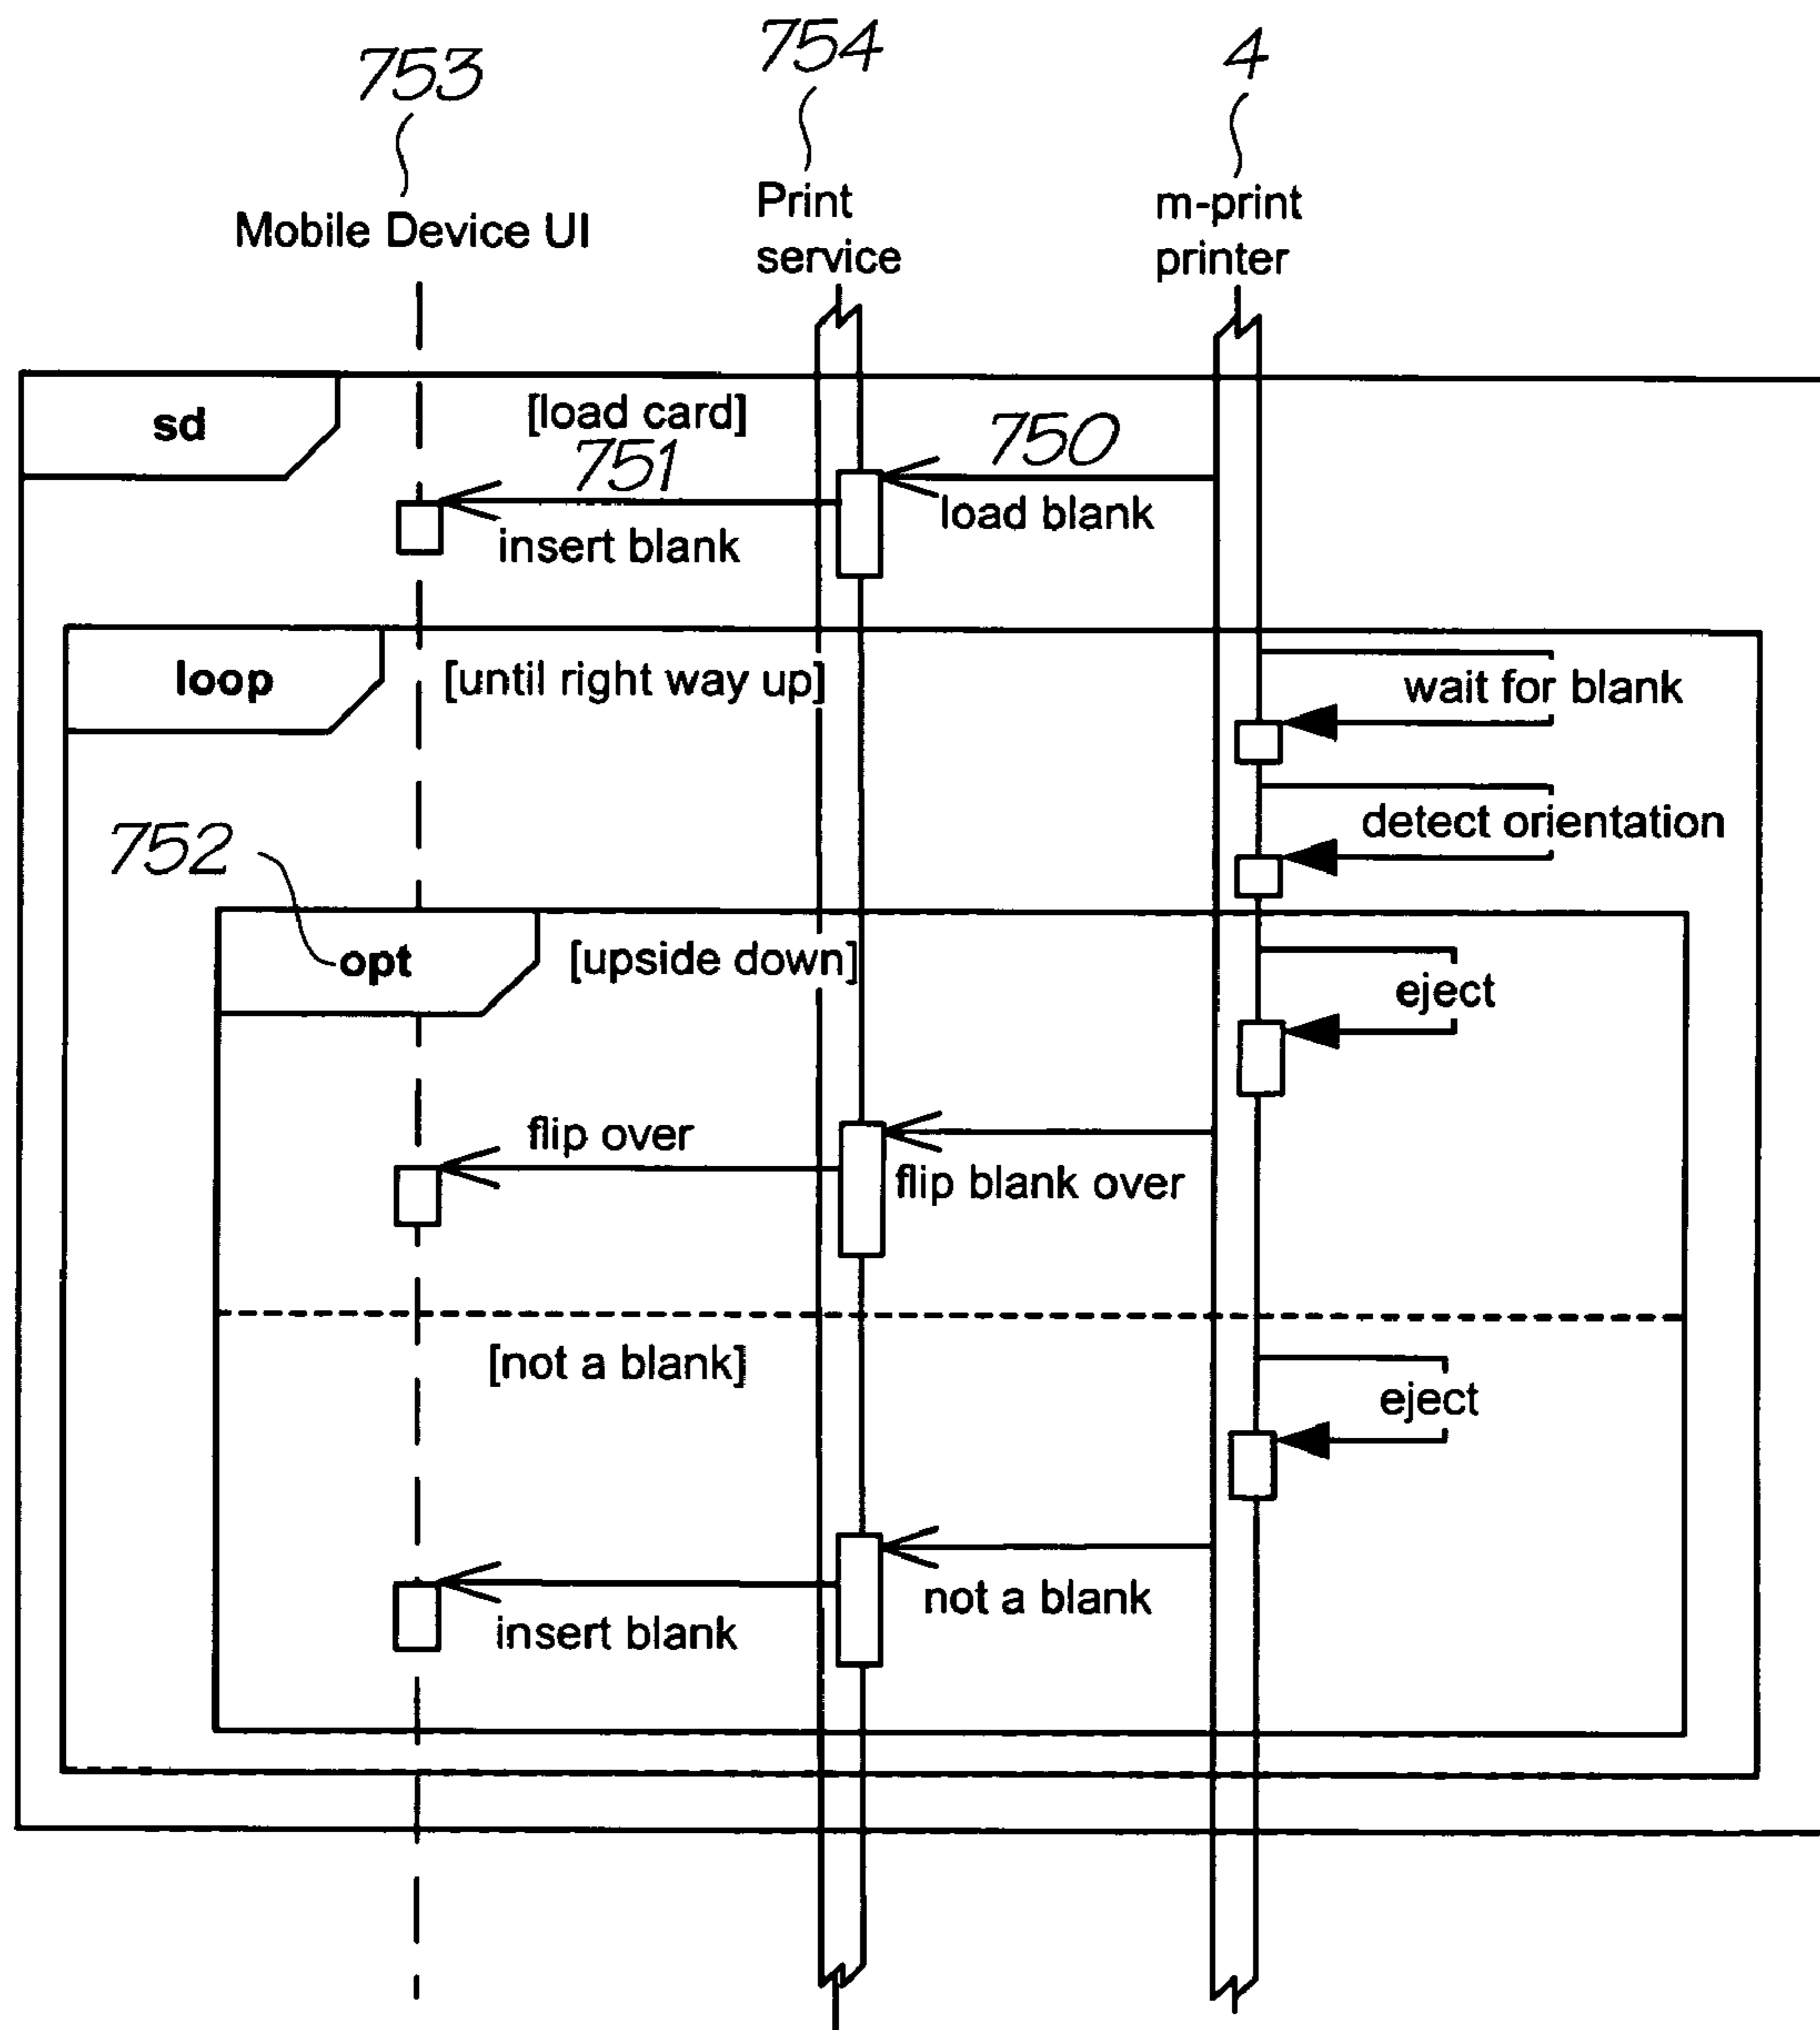 753
754
4
Mobile Device UI
Print
service
m-print
printer
sd
[load card]
750
751
load blank
insert blank
loop
[until right way up]
wait for blank
detect orientation
752
opt
[upside down]
eject
flip over
flip blank over
[not a blank]
eject
not a blank
insert blank